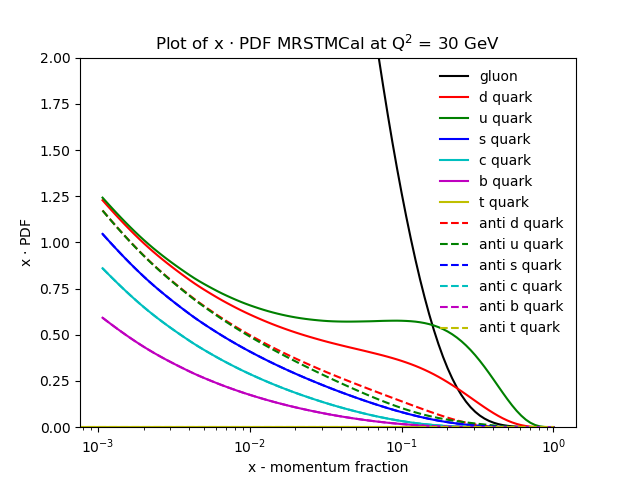 Plot of x · PDF MRSTMCal at Q² = 30 GeV
x · PDF
2.00
1.75
1.50
1.25
1.00
0.75
0.50
0.25
0.00
gluon
d quark
u quark
s quark
c quark
b quark
t quark
anti d quark
anti u quark
anti s quark
anti c quark
anti b quark
anti t quark
10⁻³ 10⁻² 10⁻¹ 10⁰
x - momentum fraction